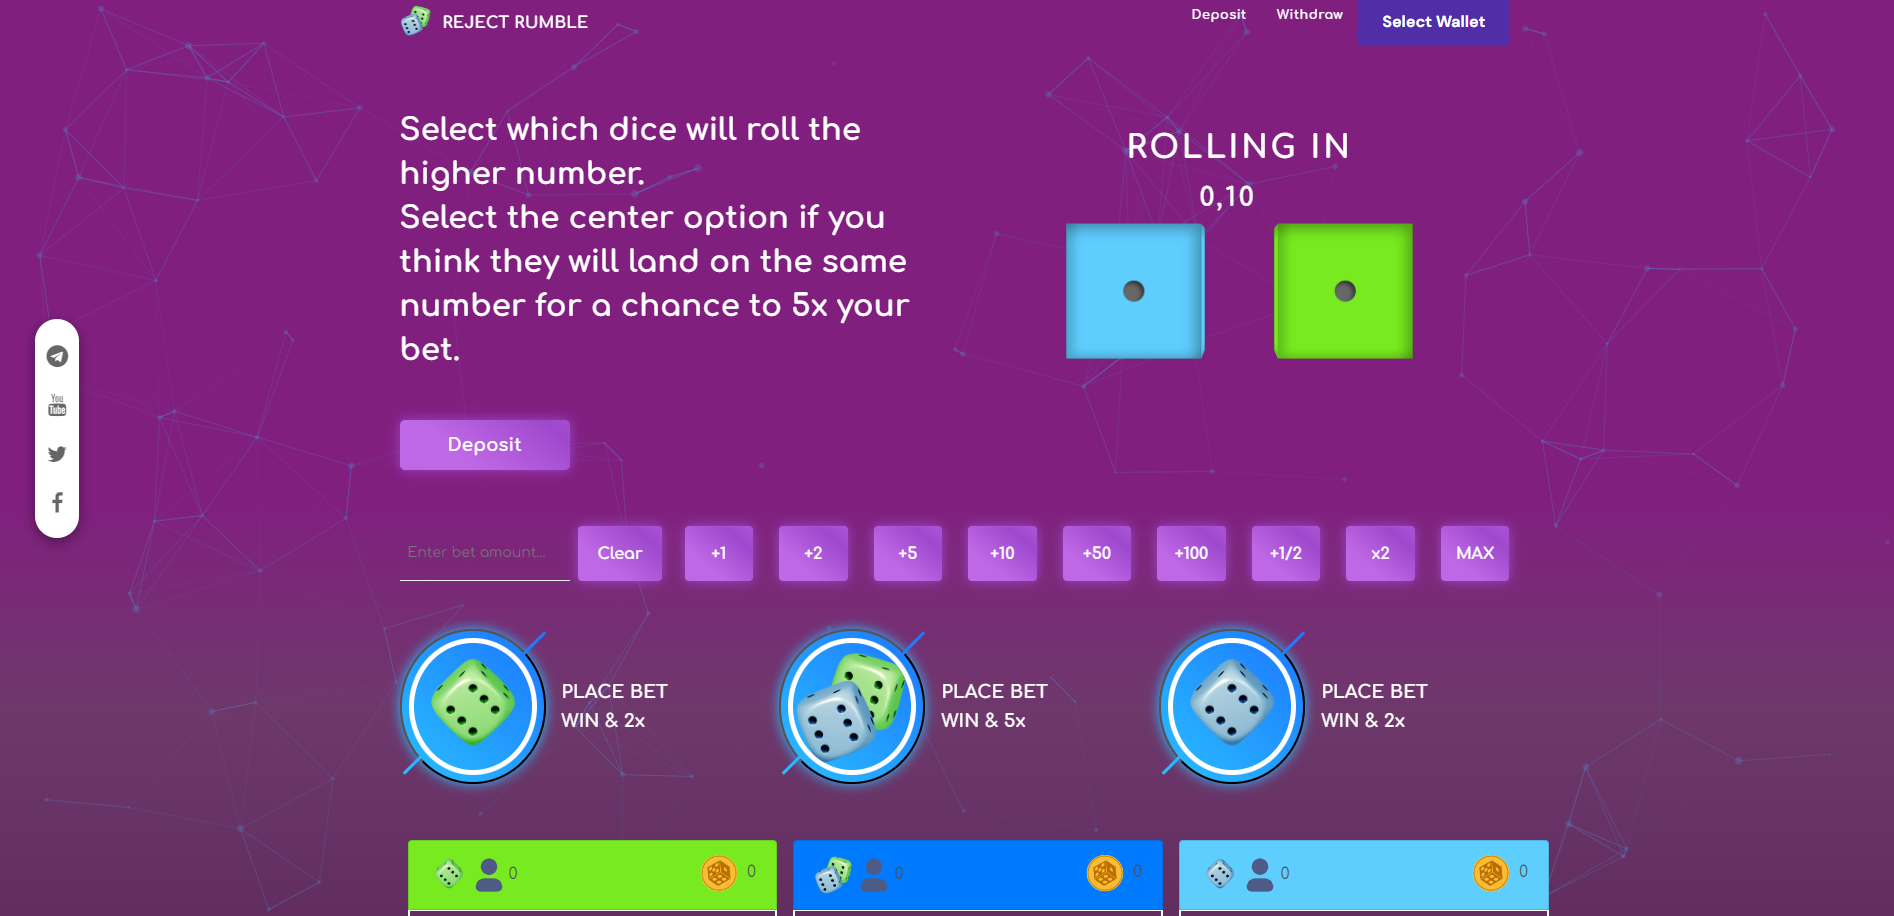 REJECT RUMBLE
Deposit
Withdraw
Select Wallet
Select which dice will roll the
higher number.
Select the center option if you
think they will land on the same
number for a chance to 5x your
bet.
Deposit
ROLLING IN
0,10
You
Tube
Enter bet amount...
Clear
+1
+2
+5
+10
+50
+100
+1/2
x2
MAX
PLACE BET
WIN & 2x
PLACE BET
WIN & 5x
PLACE BET
WIN & 2x
0
0
0
0
0
0